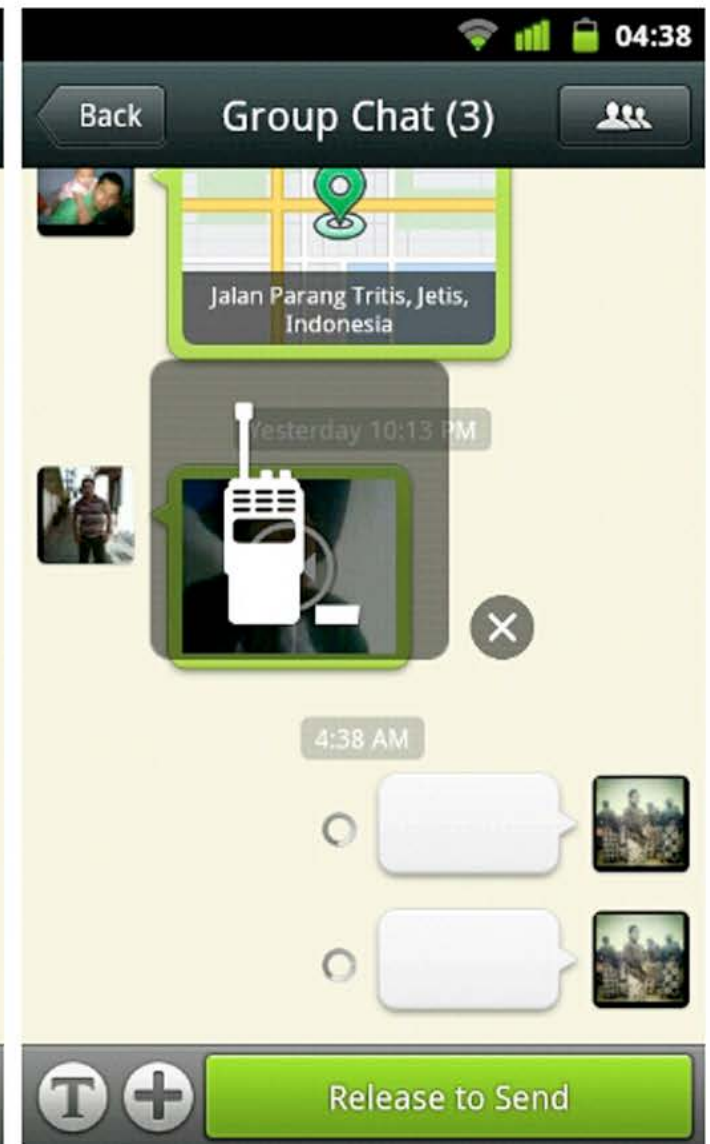 04:38
Back
Group Chat (3)
Jalan Parang Tritis, Jetis,
Indonesia
Yesterday 10:13 PM
4:38 AM
T
Release to Send